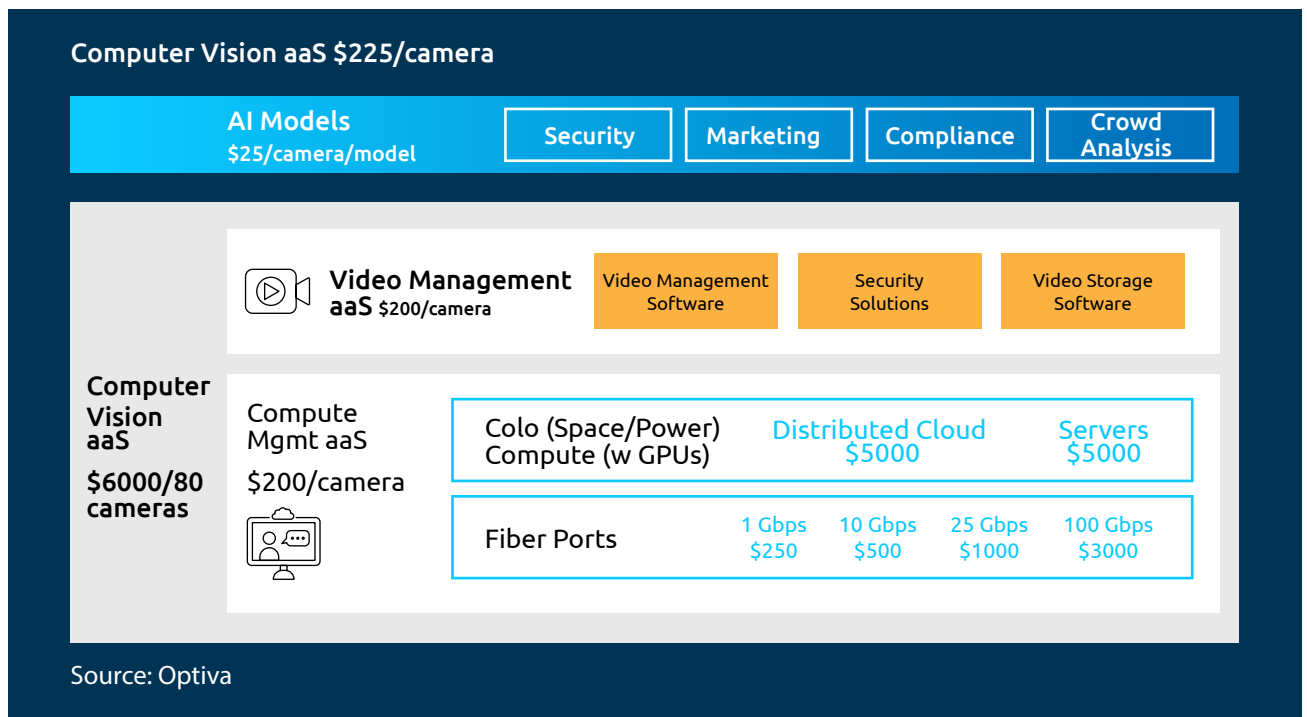 Computer Vision aaS $225/camera
AI Models
$25/camera/model
Security
Marketing
Compliance
Crowd
Analysis
Video Management
aaS $200/camera
Video Management
Software
Security
Solutions
Video Storage
Software
Computer
Vision
aaS
$6000/80
cameras
Compute
Mgmt aaS
$200/camera
Colo (Space/Power)
Compute (w GPUs)
Distributed Cloud
$5000
Servers
$5000
Fiber Ports
1 Gbps
$250
10 Gbps
$500
25 Gbps
$1000
100 Gbps
$3000
Source: Optiva